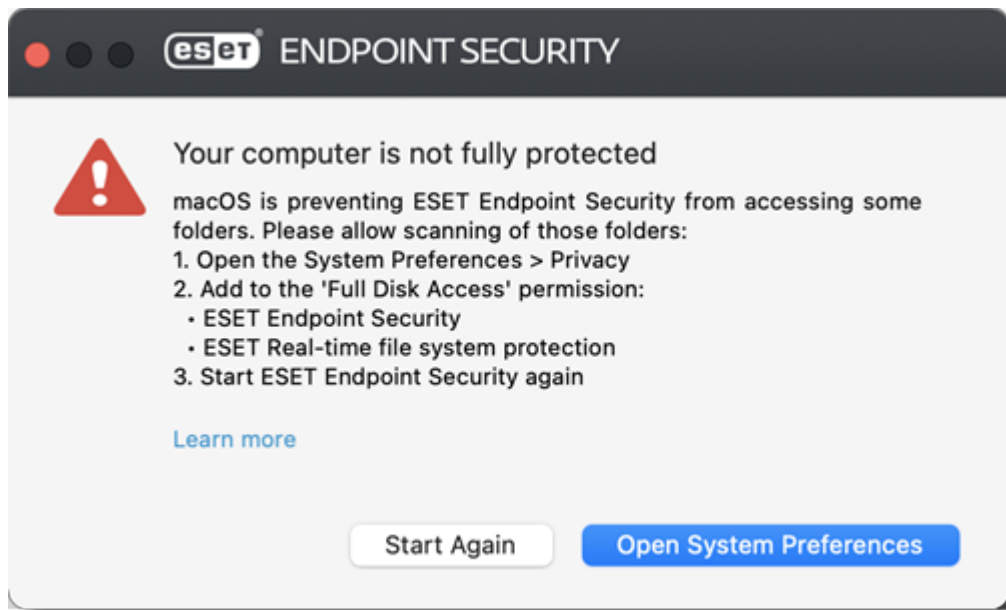 eset® ENDPOINT SECURITY
Your computer is not fully protected
macOS is preventing ESET Endpoint Security from accessing some
folders. Please allow scanning of those folders:
1. Open the System Preferences > Privacy
2. Add to the 'Full Disk Access' permission:
• ESET Endpoint Security
• ESET Real-time file system protection
3. Start ESET Endpoint Security again
Learn more
Start Again Open System Preferences